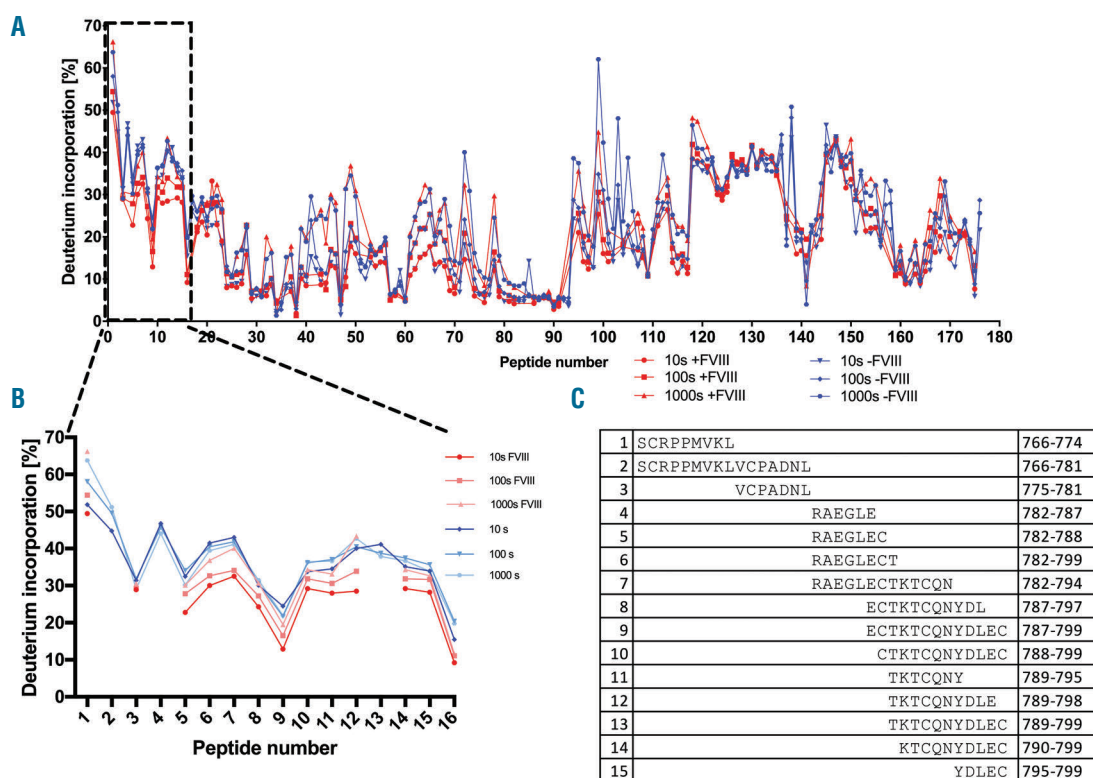 A
Deuterium incorporation [%]
70
60
50
40
30
20
10
0
0 10 20 30 40 50 60 70 80 90 100 110 120 130 140 150 160 170 180
Peptide number
10s +FVIII
100s +FVIII
1000s +FVIII
10s -FVIII
100s -FVIII
1000s -FVIII
B
Deuterium incorporation [%]
70
60
50
40
30
20
10
0
1 2 3 4 5 6 7 8 9 10 11 12 13 14 15 16
Peptide number
10s FVIII
100s FVIII
1000s FVIII
10 s
100 s
1000 s
C
1 SCRPPMVKL 766-774
2 SCRPPMVKLVCPADNL 766-781
3 VCPADNL 775-781
4 RAEGLE 782-787
5 RAEGLEC 782-788
6 RAEGLECT 782-799
7 RAEGLECTKTCQN 782-794
8 ECTKTCQNYDL 787-797
9 ECTKTCQNYDLEC 787-799
10 CTKTCQNYDLEC 788-799
11 TKTCQNY 789-795
12 TKTCQNYDLE 789-798
13 TKTCQNYDLEC 789-799
14 KTCQNYDLEC 790-799
15 YDLEC 795-799